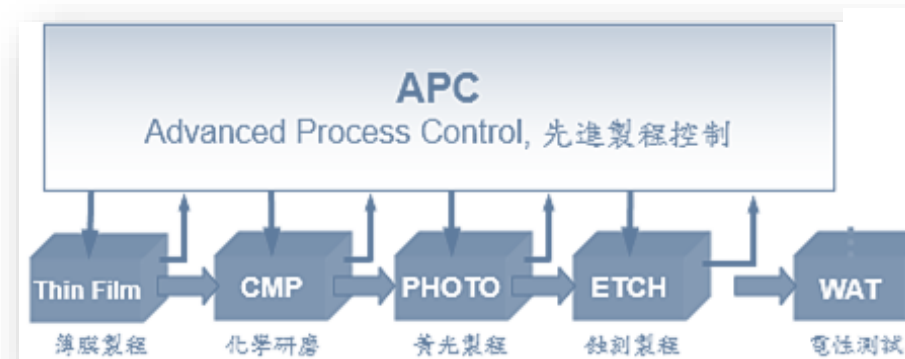 APC
Advanced Process Control, 先進製程控制
Thin Film
CMP
PHOTO
ETCH
WAT
薄膜製程
化學研磨
黃光製程
蝕刻製程
電性測試